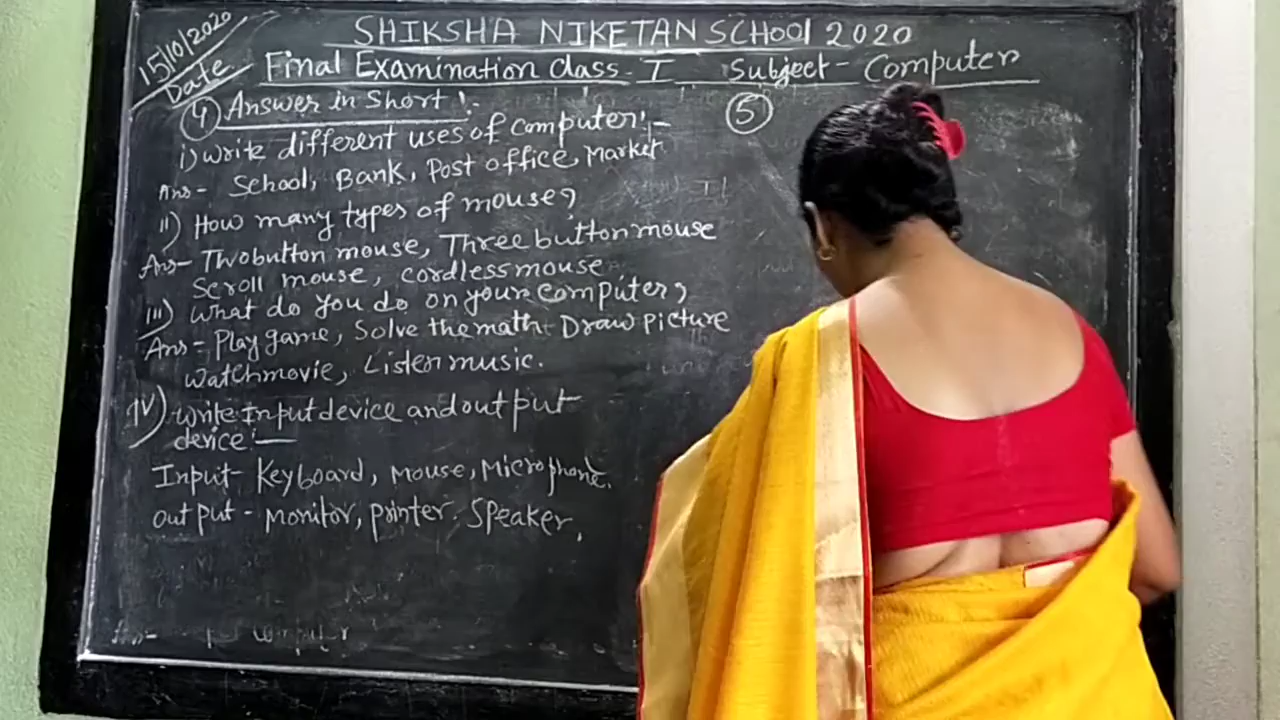 15/10/2020
Date
SHIKSHA NIKETAN SCHOOL 2020
Final Examination Class - I Subject - Computer
4 Answer in Short :-
i) Write different uses of computer :-
Ans - School, Bank, Post office, Market
ii) How many types of mouse?
Ans - Two button mouse, Three button mouse
Scroll mouse, cordless mouse
iii) What do you do on your computer?
Ans - Play game, Solve the math Draw picture
Watch movie, Listen music.
IV) Write Input device and out put
device :-
Input - Keyboard, Mouse, Microphone.
Out put - Monitor, printer, Speaker,
5